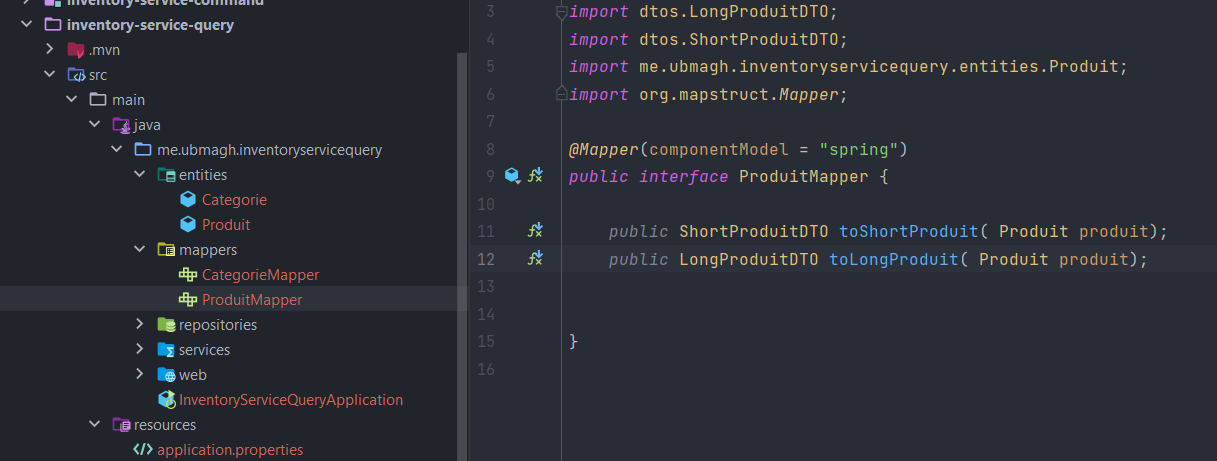 inventory-service-command
inventory-service-query
.mvn
src
main
java
me.ubmagh.inventoryservicequery
entities
Categorie
Produit
mappers
CategorieMapper
ProduitMapper
repositories
services
web
InventoryServiceQueryApplication
resources
application.properties
3 import dtos.LongProduitDTO;
4 import dtos.ShortProduitDTO;
5 import me.ubmagh.inventoryservicequery.entities.Produit;
6 import org.mapstruct.Mapper;
7
8 @Mapper(componentModel = "spring")
9 public interface ProduitMapper {
10
11 public ShortProduitDTO toShortProduit( Produit produit);
12 public LongProduitDTO toLongProduit( Produit produit);
13
14
15 }
16